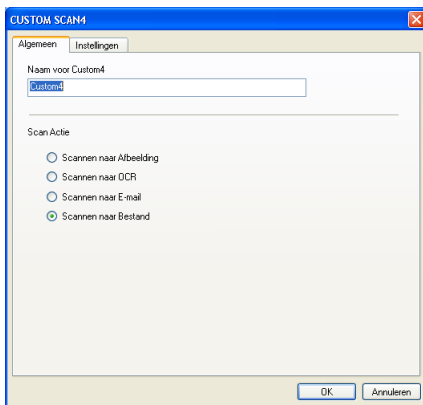 CUSTOM SCAN4
Algemeen Instellingen
Naam voor Custom4
Custom4
Scan Actie
Scannen naar Afbeelding
Scannen naar OCR
Scannen naar E-mail
Scannen naar Bestand
OK Annuleren